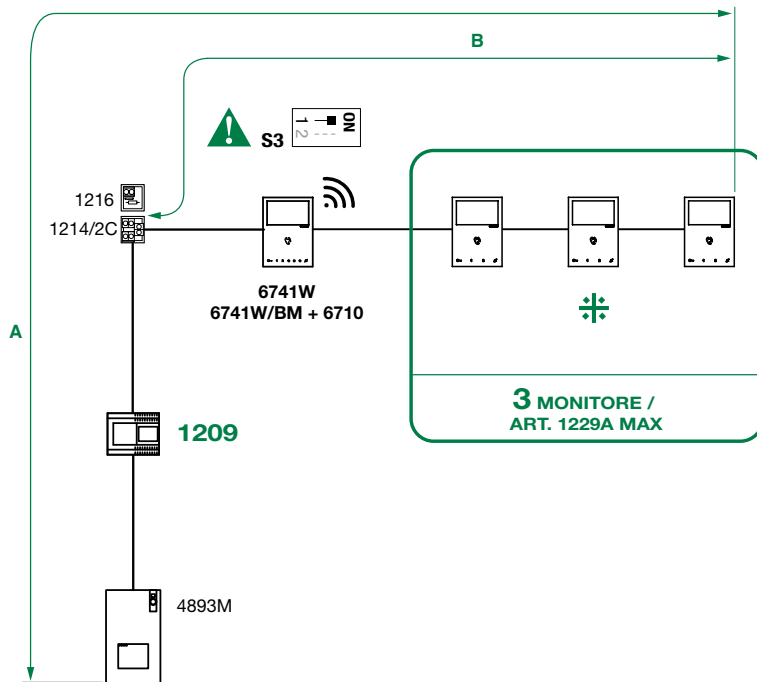 B
S3
ON
1
2
1216
1214/2C
6741W
6741W/BM + 6710
A
3 MONITORE /
ART. 1229A MAX
1209
4893M